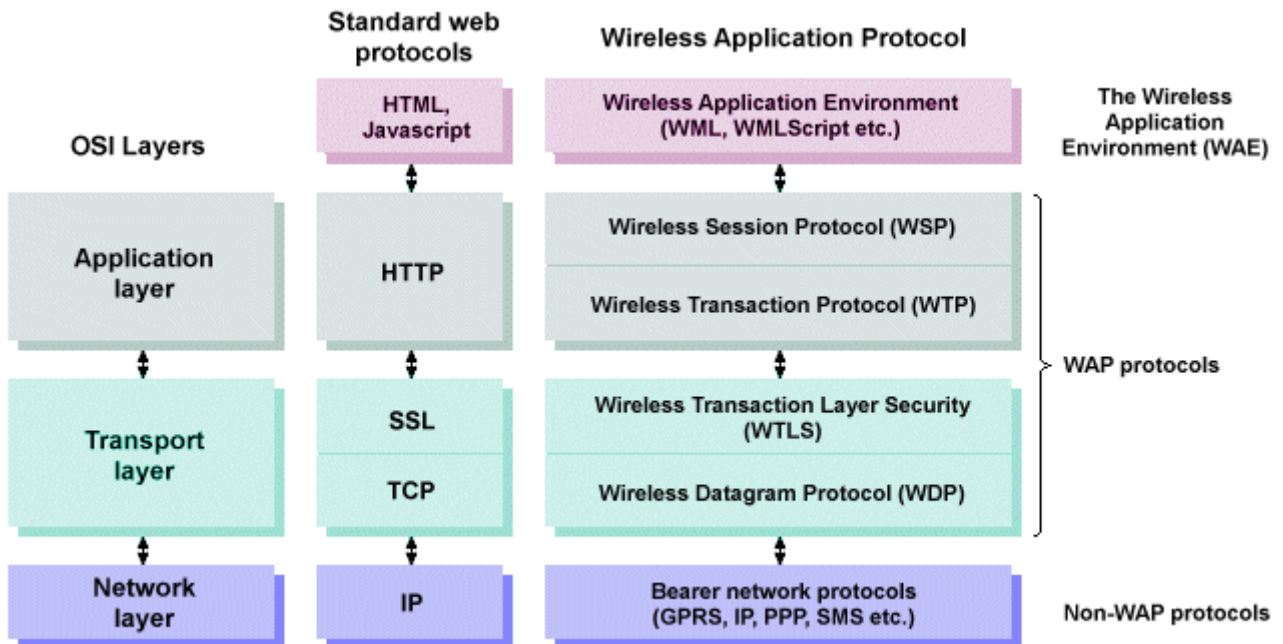 Standard web
protocols
Wireless Application Protocol
HTML,
Javascript
Wireless Application Environment
(WML, WMLScript etc.)
The Wireless
Application
Environment (WAE)
OSI Layers
Application
layer
HTTP
Wireless Session Protocol (WSP)
Wireless Transaction Protocol (WTP)
WAP protocols
Transport
layer
SSL
TCP
Wireless Transaction Layer Security
(WTLS)
Wireless Datagram Protocol (WDP)
Network
layer
IP
Bearer network protocols
(GPRS, IP, PPP, SMS etc.)
Non-WAP protocols